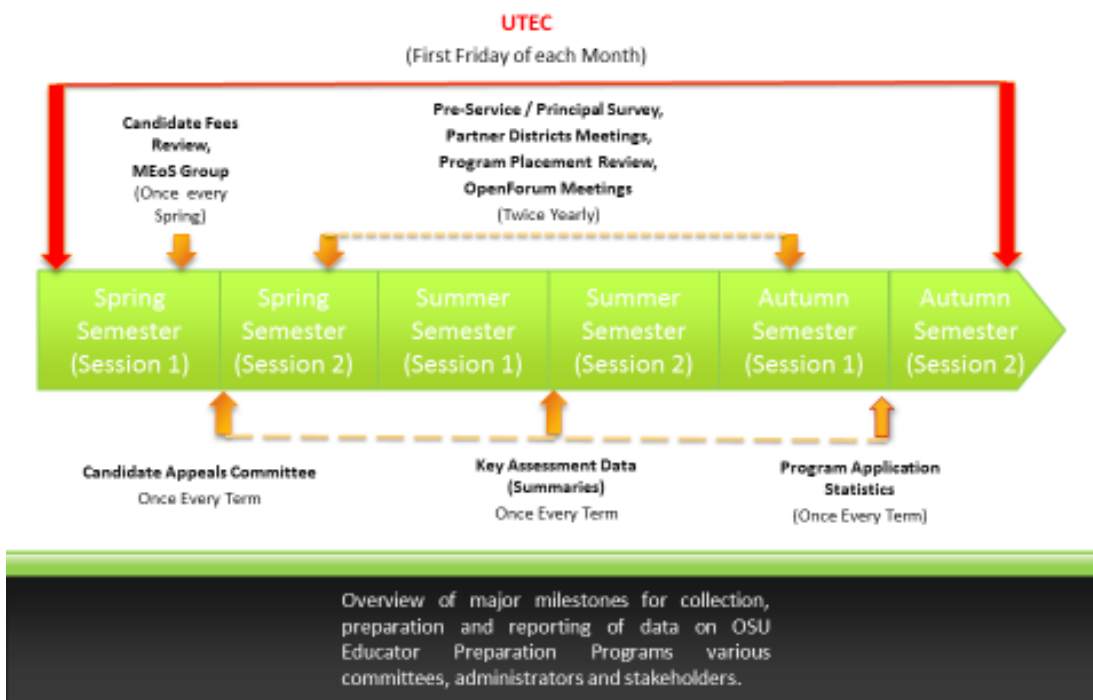 UTEC
(First Friday of each Month)
Candidate Fees
Review,
MEoS Group
(Once every
Spring)
Pre-Service / Principal Survey,
Partner Districts Meetings,
Program Placement Review,
OpenForum Meetings
(Twice Yearly)
Spring
Semester
(Session 1)
Spring
Semester
(Session 2)
Summer
Semester
(Session 1)
Summer
Semester
(Session 2)
Autumn
Semester
(Session 1)
Autumn
Semester
(Session 2)
Candidate Appeals Committee
Once Every Term
Key Assessment Data
(Summaries)
Once Every Term
Program Application
Statistics
(Once Every Term)
Overview of major milestones for collection,
preparation and reporting of data on OSU
Educator Preparation Programs various
committees, administrators and stakeholders.